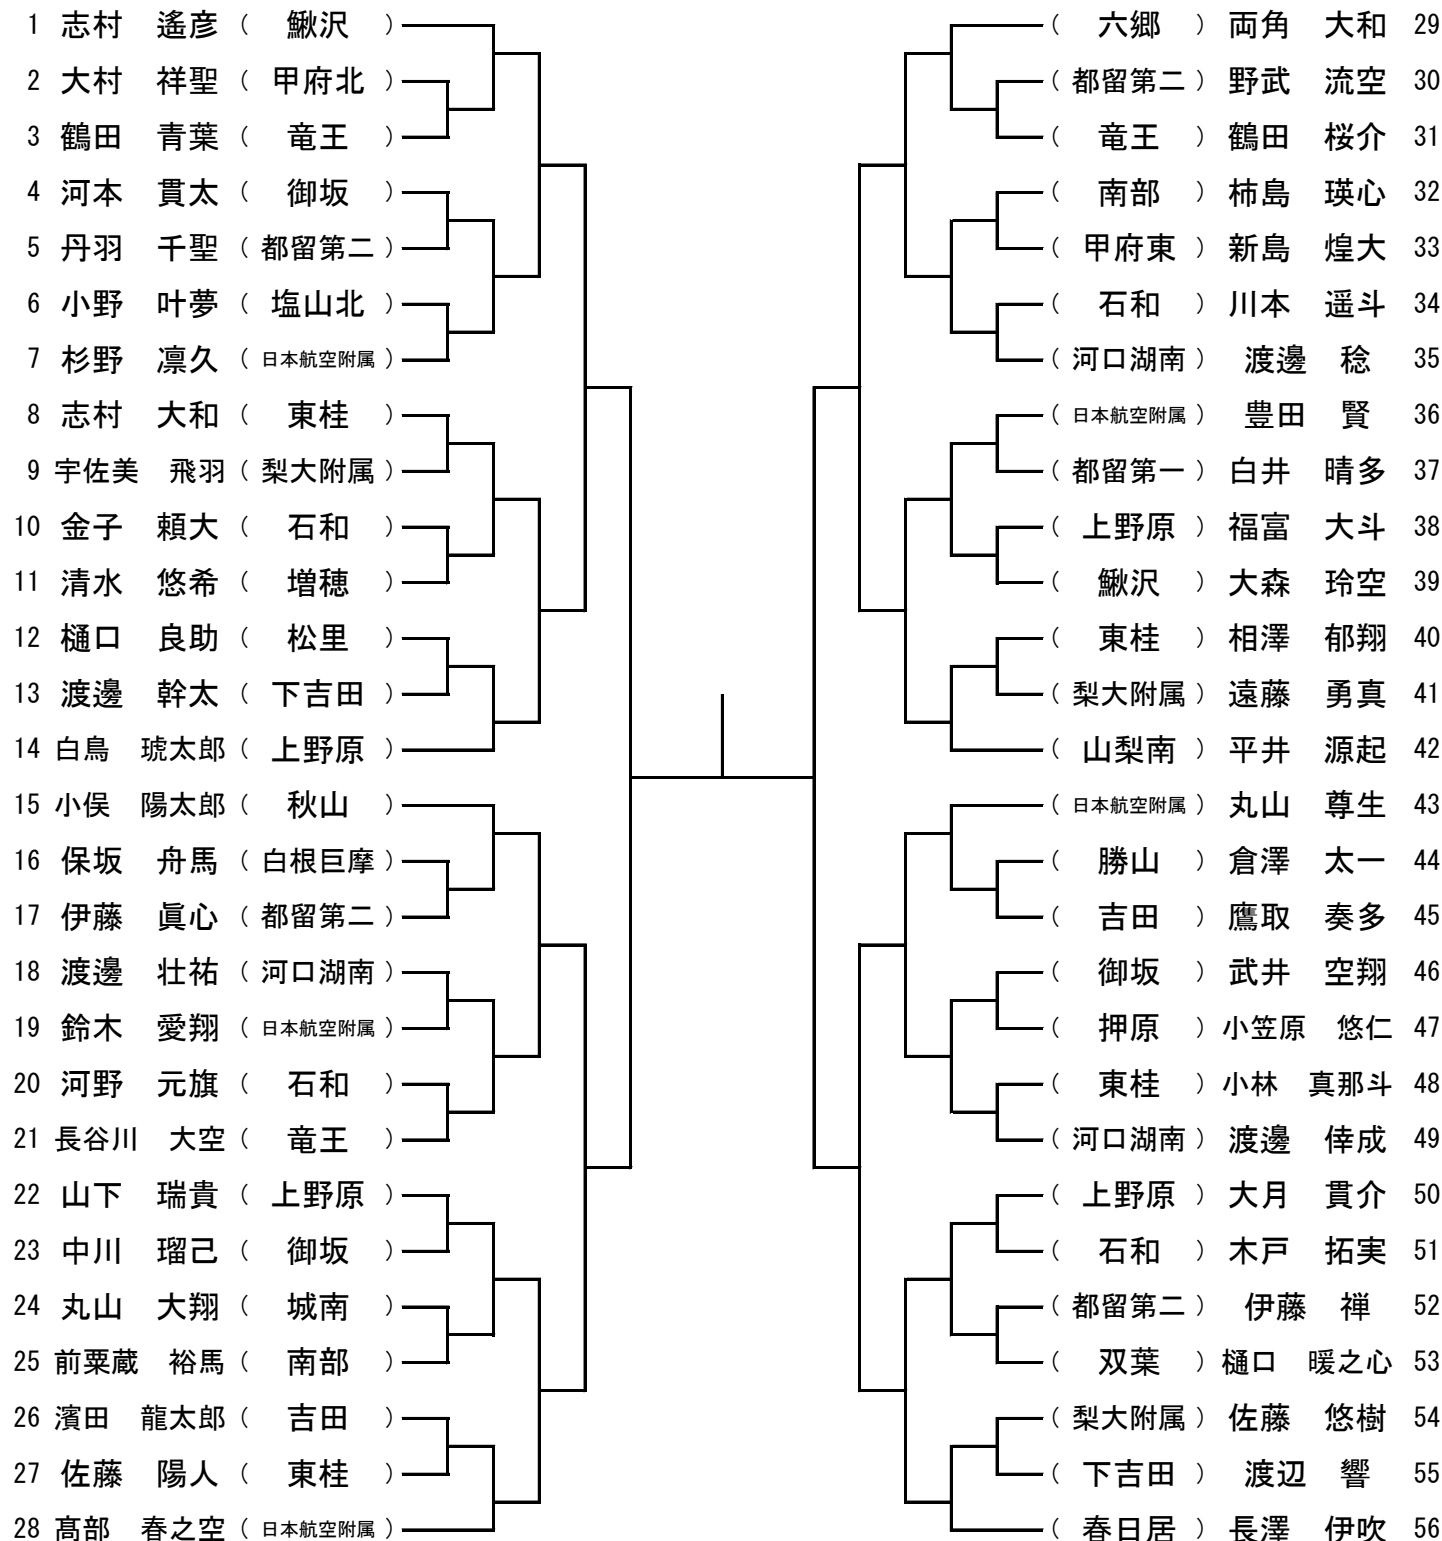 1 志村　遙彦 ( 鰍沢 )
2 大村　祥聖 ( 甲府北 )
3 鶴田　青葉 ( 竜王 )
4 河本　貫太 ( 御坂 )
5 丹羽　千聖 ( 都留第二 )
6 小野　叶夢 ( 塩山北 )
7 杉野　凛久 ( 日本航空附属 )
8 志村　大和 ( 東桂 )
9 宇佐美　飛羽 ( 梨大附属 )
10 金子　頼大 ( 石和 )
11 清水　悠希 ( 増穂 )
12 樋口　良助 ( 松里 )
13 渡邊　幹太 ( 下吉田 )
14 白鳥　琥太郎 ( 上野原 )
15 小俣　陽太郎 ( 秋山 )
16 保坂　舟馬 ( 白根巨摩 )
17 伊藤　眞心 ( 都留第二 )
18 渡邊　壮祐 ( 河口湖南 )
19 鈴木　愛翔 ( 日本航空附属 )
20 河野　元旗 ( 石和 )
21 長谷川　大空 ( 竜王 )
22 山下　瑞貴 ( 上野原 )
23 中川　瑠己 ( 御坂 )
24 丸山　大翔 ( 城南 )
25 前粟蔵　裕馬 ( 南部 )
26 濱田　龍太郎 ( 吉田 )
27 佐藤　陽人 ( 東桂 )
28 髙部　春之空 ( 日本航空附属 )
( 六郷 ) 両角　大和 29
( 都留第二 ) 野武　流空 30
( 竜王 ) 鶴田　桜介 31
( 南部 ) 柿島　瑛心 32
( 甲府東 ) 新島　煌大 33
( 石和 ) 川本　遥斗 34
( 河口湖南 ) 渡邊　稔 35
( 日本航空附属 ) 豊田　賢 36
( 都留第一 ) 白井　晴多 37
( 上野原 ) 福富　大斗 38
( 鰍沢 ) 大森　玲空 39
( 東桂 ) 相澤　郁翔 40
( 梨大附属 ) 遠藤　勇真 41
( 山梨南 ) 平井　源起 42
( 日本航空附属 ) 丸山　尊生 43
( 勝山 ) 倉澤　太一 44
( 吉田 ) 鷹取　奏多 45
( 御坂 ) 武井　空翔 46
( 押原 ) 小笠原　悠仁 47
( 東桂 ) 小林　真那斗 48
( 河口湖南 ) 渡邊　倖成 49
( 上野原 ) 大月　貫介 50
( 石和 ) 木戸　拓実 51
( 都留第二 ) 伊藤　禅 52
( 双葉 ) 樋口　暖之心 53
( 梨大附属 ) 佐藤　悠樹 54
( 下吉田 ) 渡辺　響 55
( 春日居 ) 長澤　伊吹 56